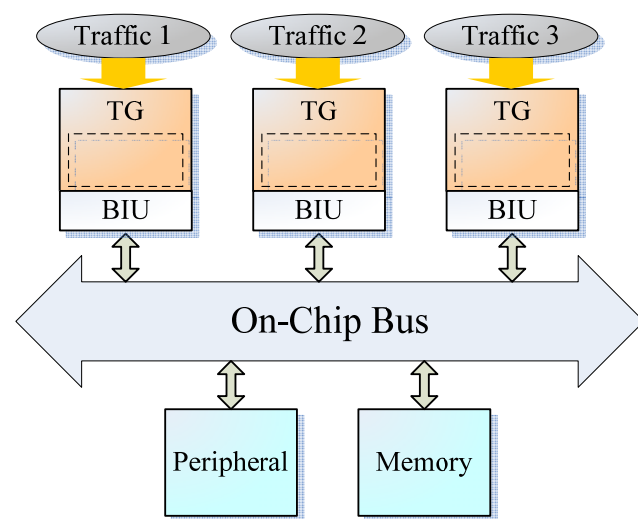 Traffic 1
Traffic 2
Traffic 3
TG
TG
TG
BIU
BIU
BIU
On-Chip Bus
Peripheral
Memory